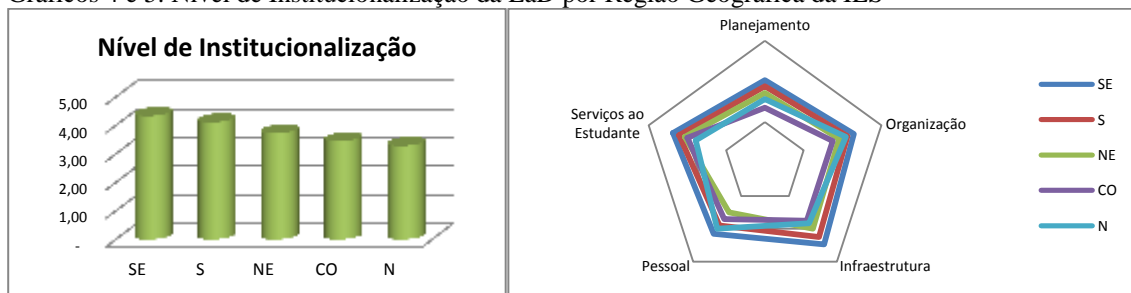 Gráficos 4 e 5: Nível de Institucionalização da EaD por Região Geográfica da IES
Nível de Institucionalização
5,00
4,00
3,00
2,00
1,00
-
SE S NE CO N
Planejamento
Organização
Infraestrutura
Pessoal
Serviços ao
Estudante
SE
S
NE
CO
N